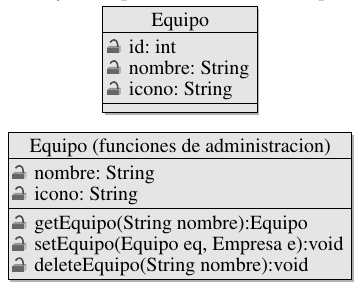 Equipo
id: int
nombre: String
icono: String
Equipo (funciones de administracion)
nombre: String
icono: String
getEquipo(String nombre):Equipo
setEquipo(Equipo eq, Empresa e):void
deleteEquipo(String nombre):void